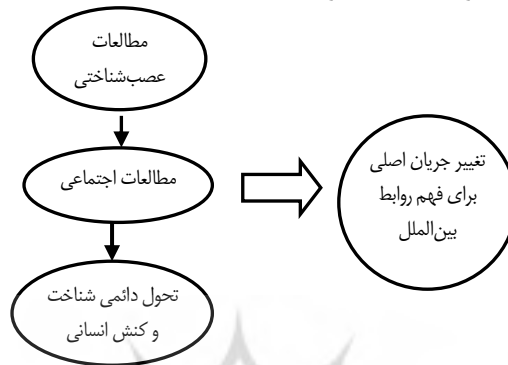 مطالعات
عصب‌شناختی
مطالعات اجتماعی
تحول دائمی شناخت
و کنش انسانی
تغییر جریان اصلی
برای فهم روابط
بین‌الملل